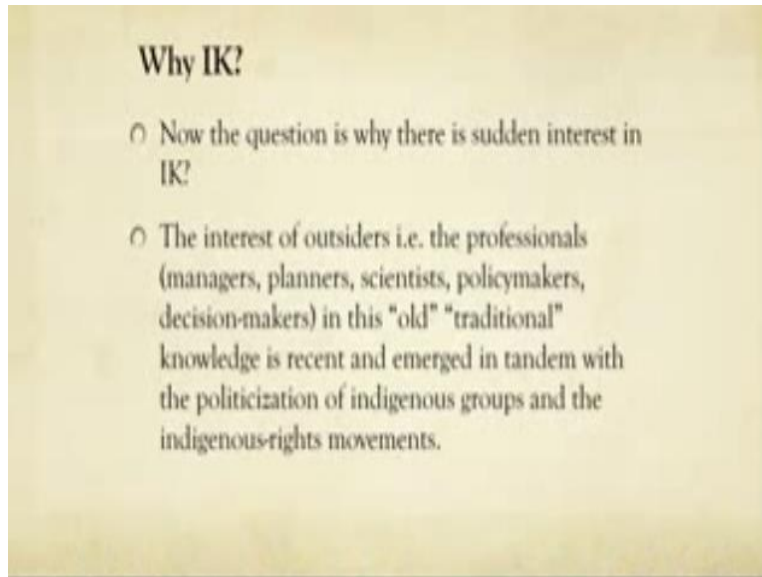 Why IK?
Now the question is why there is sudden interest in
IK?
The interest of outsiders i.e. the professionals
(managers, planners, scientists, policymakers,
decision-makers) in this "old" "traditional"
knowledge is recent and emerged in tandem with
the politicization of indigenous groups and the
indigenous-rights movements.